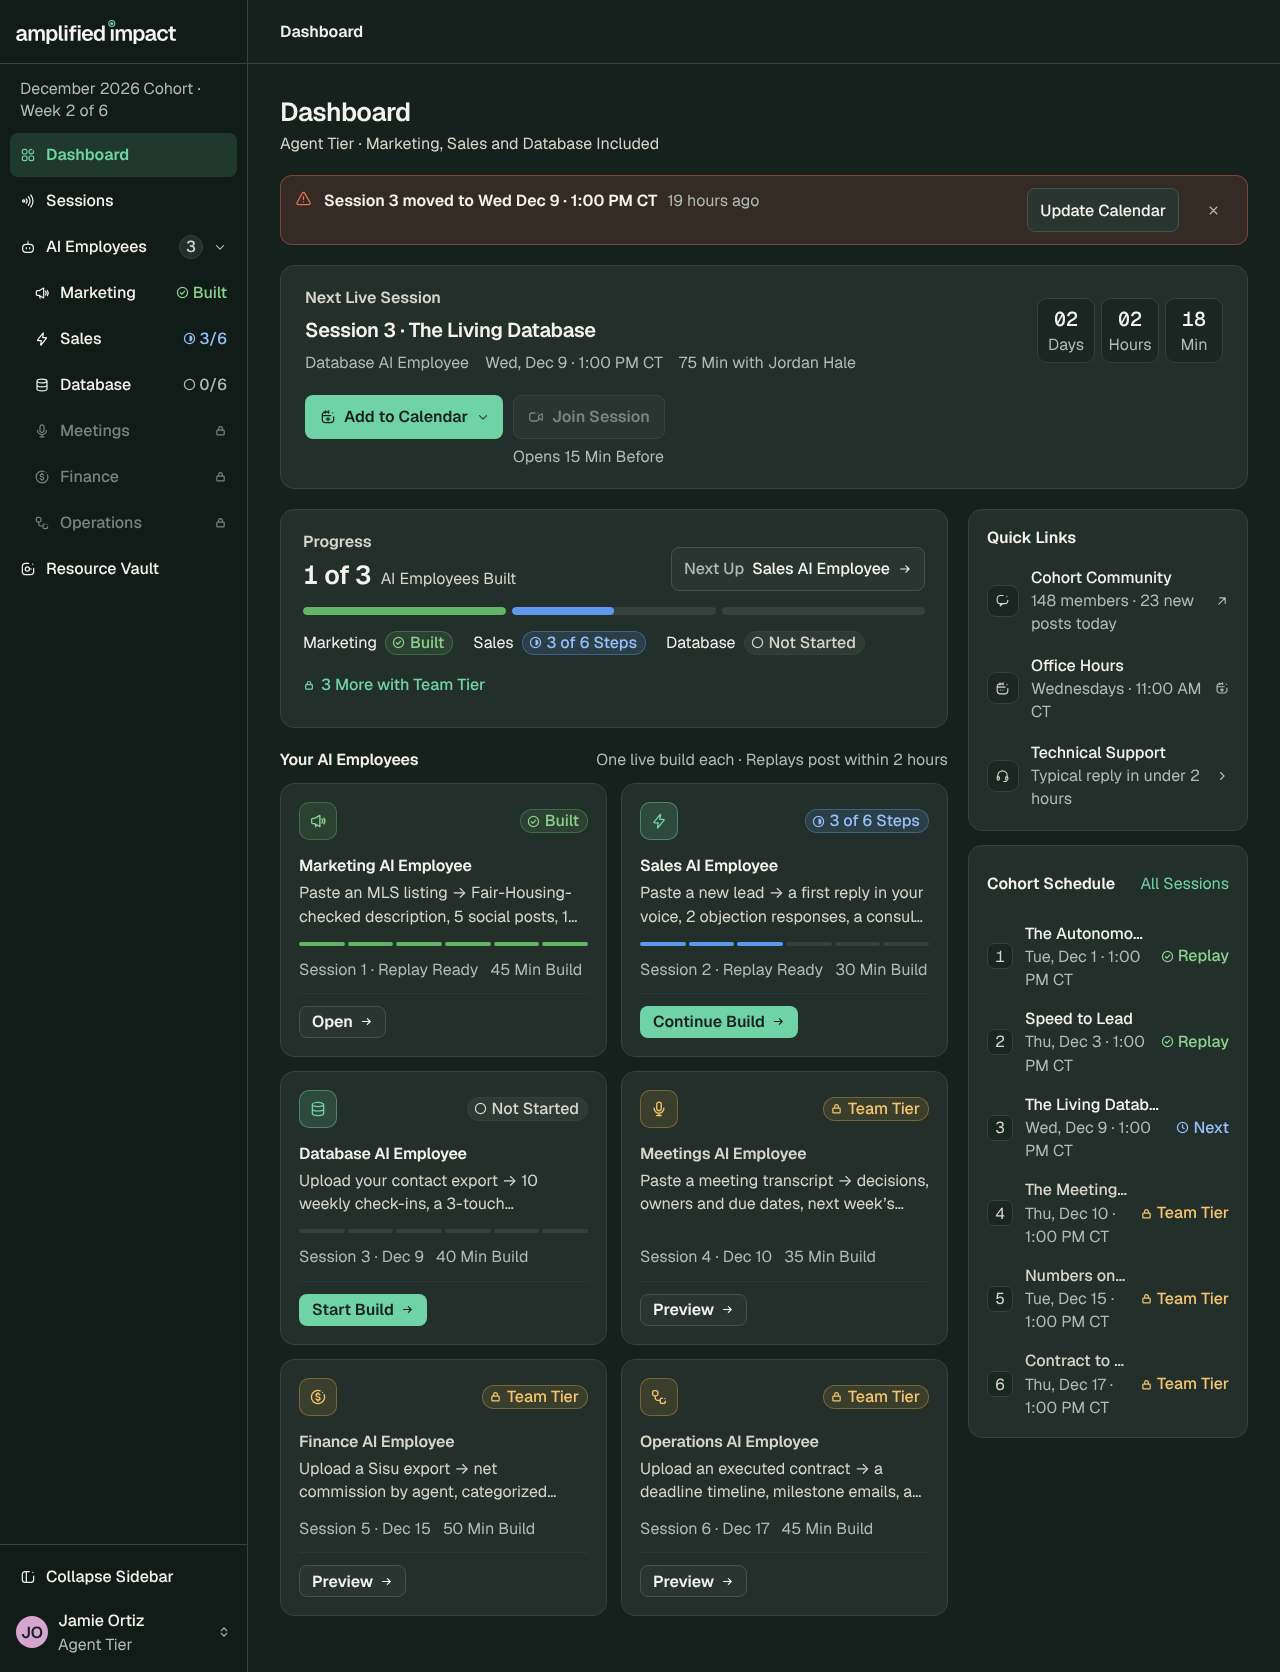 amplified impact
December 2026 Cohort ·
Week 2 of 6
Dashboard
Sessions
AI Employees 3
Marketing Built
Sales 3/6
Database 0/6
Meetings
Finance
Operations
Resource Vault
Collapse Sidebar
JO
Jamie Ortiz
Agent Tier
Dashboard
Dashboard
Agent Tier · Marketing, Sales and Database Included
Session 3 moved to Wed Dec 9 · 1:00 PM CT 19 hours ago
Update Calendar
Next Live Session
Session 3 · The Living Database
Database AI Employee Wed, Dec 9 · 1:00 PM CT 75 Min with Jordan Hale
02 Days
02 Hours
18 Min
Add to Calendar
Join Session
Opens 15 Min Before
Progress
1 of 3 AI Employees Built
Next Up Sales AI Employee →
Marketing Built Sales 3 of 6 Steps Database Not Started
3 More with Team Tier
Your AI Employees
One live build each · Replays post within 2 hours
Built
Marketing AI Employee
Paste an MLS listing → Fair-Housing-
checked description, 5 social posts, 1…
Session 1 · Replay Ready 45 Min Build
Open →
3 of 6 Steps
Sales AI Employee
Paste a new lead → a first reply in your
voice, 2 objection responses, a consul…
Session 2 · Replay Ready 30 Min Build
Continue Build →
Not Started
Database AI Employee
Upload your contact export → 10
weekly check-ins, a 3-touch…
Session 3 · Dec 9 40 Min Build
Start Build →
Team Tier
Meetings AI Employee
Paste a meeting transcript → decisions,
owners and due dates, next week’s…
Session 4 · Dec 10 35 Min Build
Preview →
Team Tier
Finance AI Employee
Upload a Sisu export → net
commission by agent, categorized…
Session 5 · Dec 15 50 Min Build
Preview →
Team Tier
Operations AI Employee
Upload an executed contract → a
deadline timeline, milestone emails, a…
Session 6 · Dec 17 45 Min Build
Preview →
Quick Links
Cohort Community
148 members · 23 new
posts today
Office Hours
Wednesdays · 11:00 AM
CT
Technical Support
Typical reply in under 2
hours
Cohort Schedule All Sessions
1
The Autonomo…
Tue, Dec 1 · 1:00
PM CT
Replay
2
Speed to Lead
Thu, Dec 3 · 1:00
PM CT
Replay
3
The Living Datab…
Wed, Dec 9 · 1:00
PM CT
Next
4
The Meeting…
Thu, Dec 10 ·
1:00 PM CT
Team Tier
5
Numbers on…
Tue, Dec 15 ·
1:00 PM CT
Team Tier
6
Contract to …
Thu, Dec 17 ·
1:00 PM CT
Team Tier